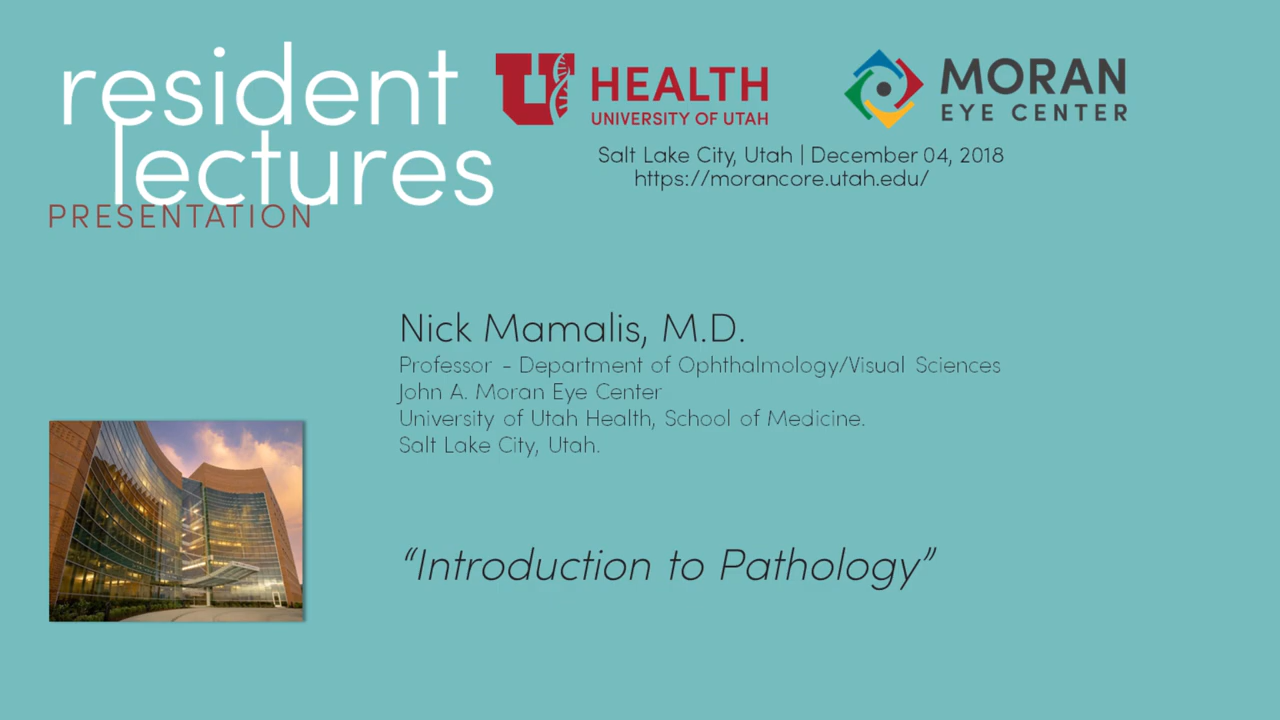 resident
lectures
PRESENTATION
U HEALTH
UNIVERSITY OF UTAH
MORAN
EYE CENTER
Salt Lake City, Utah | December 04, 2018
https://morancore.utah.edu/
Nick Mamalis, M.D.
Professor - Department of Ophthalmology/Visual Sciences
John A. Moran Eye Center
University of Utah Health, School of Medicine.
Salt Lake City, Utah.
“Introduction to Pathology”